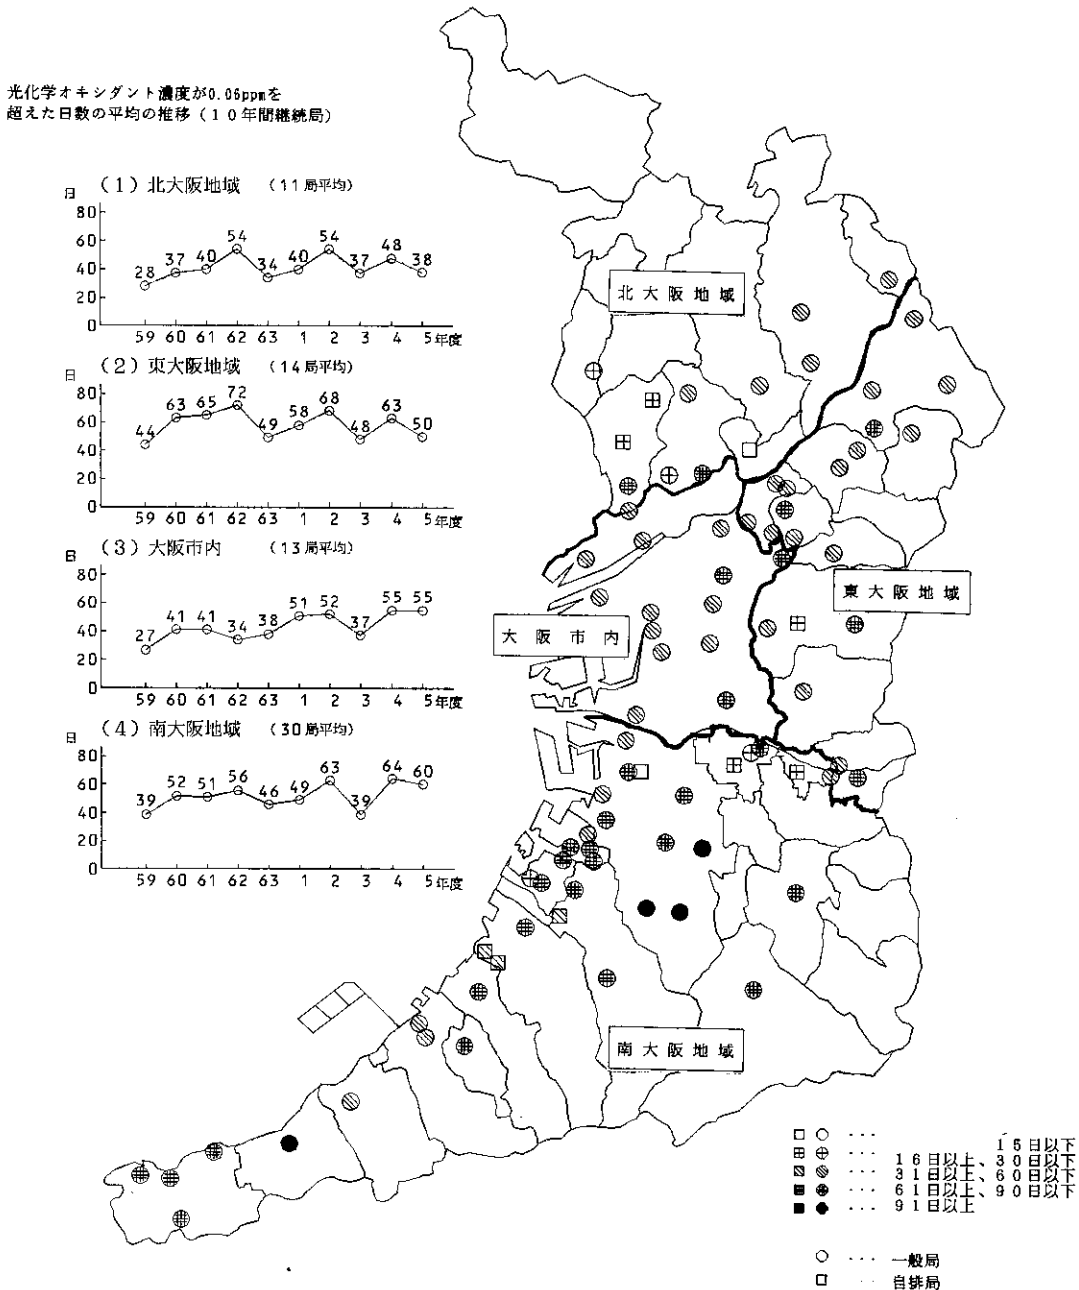 光化学オキシダント濃度が0.06ppmを
超えた日数の平均の推移（１０年間継続局）
（1）北大阪地域　（11局平均）
日
80
60
40
20
0
28 37 40 54 34 40 54 37 48 38
59 60 61 62 63 1 2 3 4 5年度
（2）東大阪地域　（14局平均）
日
80
60
40
20
0
44 63 65 72 49 58 68 48 63 50
59 60 61 62 63 1 2 3 4 5年度
（3）大阪市内　（13局平均）
日
80
60
40
20
0
27 41 41 34 38 51 52 37 55 55
59 60 61 62 63 1 2 3 4 5年度
（4）南大阪地域　（30局平均）
日
80
60
40
20
0
39 52 51 56 46 49 63 39 64 60
59 60 61 62 63 1 2 3 4 5年度
北大阪地域
東大阪地域
大阪市内
南大阪地域
・・・ １５日以下
・・・ １６日以上、３０日以下
・・・ ３１日以上、６０日以下
・・・ ６１日以上、９０日以下
・・・ ９１日以上
・・・ 一般局
・・・ 自排局